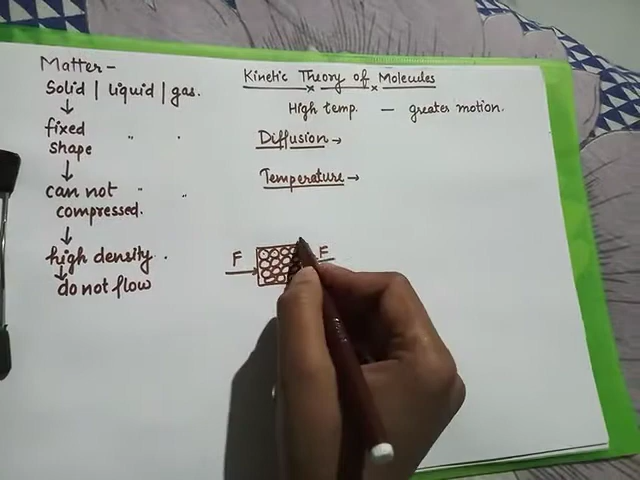 Matter -
Solid | liquid | gas.
fixed " "
shape
can not " "
compressed.
high density .
do not flow
Kinetic Theory of Molecules
High temp. — greater motion.
Diffusion →
Temperature →
F F